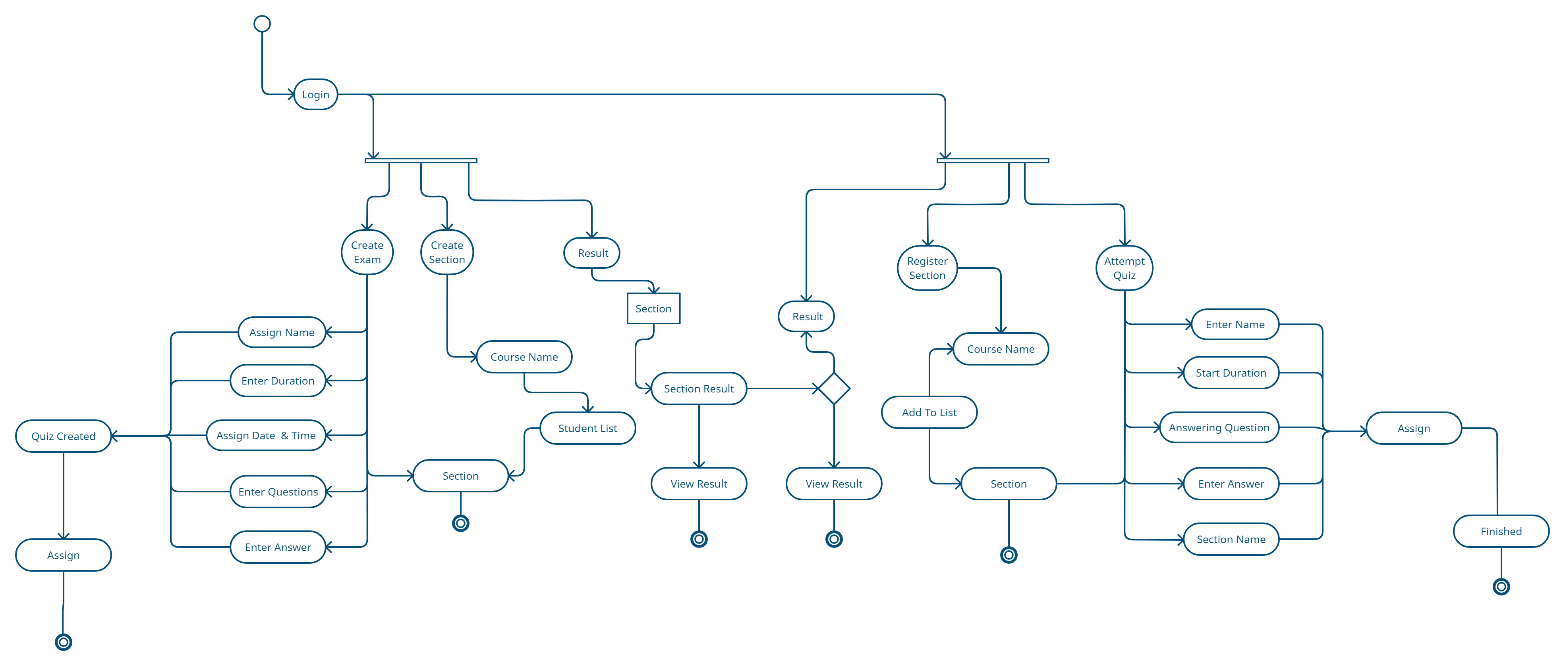 Login
Create
Exam
Create
Section
Result
Register
Section
Attempt
Quiz
Section
Result
Assign Name
Enter Name
Course Name
Course Name
Enter Duration
Section Result
Start Duration
Add To List
Quiz Created
Assign Date & Time
Student List
Answering Question
Assign
Section
Enter Questions
View Result
View Result
Section
Enter Answer
Assign
Enter Answer
Section Name
Finished